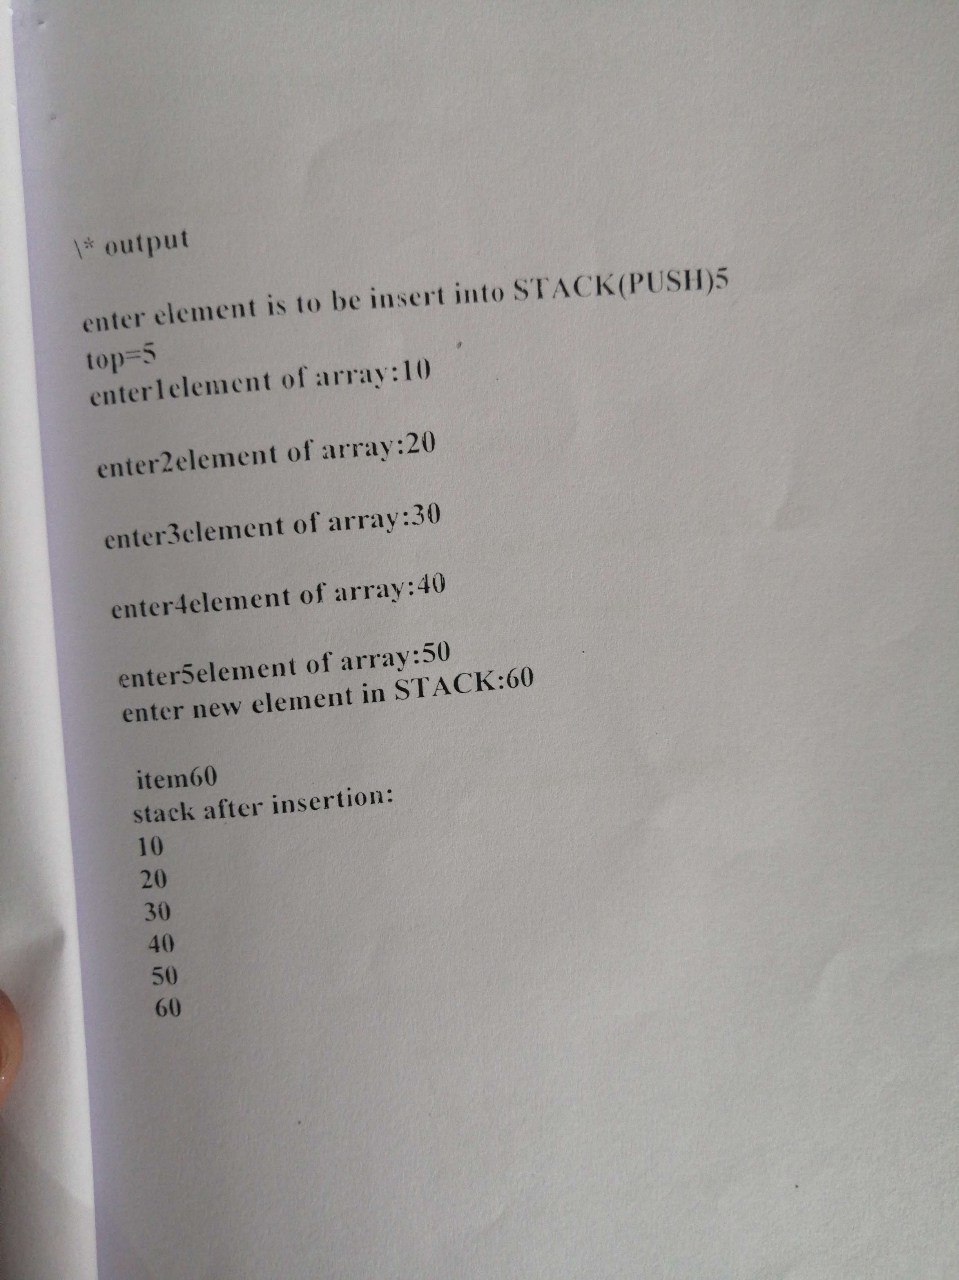 \* output
enter element is to be insert into STACK(PUSH)5
top=5
enter1element of array:10
enter2element of array:20
enter3element of array:30
enter4element of array:40
enter5element of array:50
enter new element in STACK:60
item60
stack after insertion:
10
20
30
40
50
60